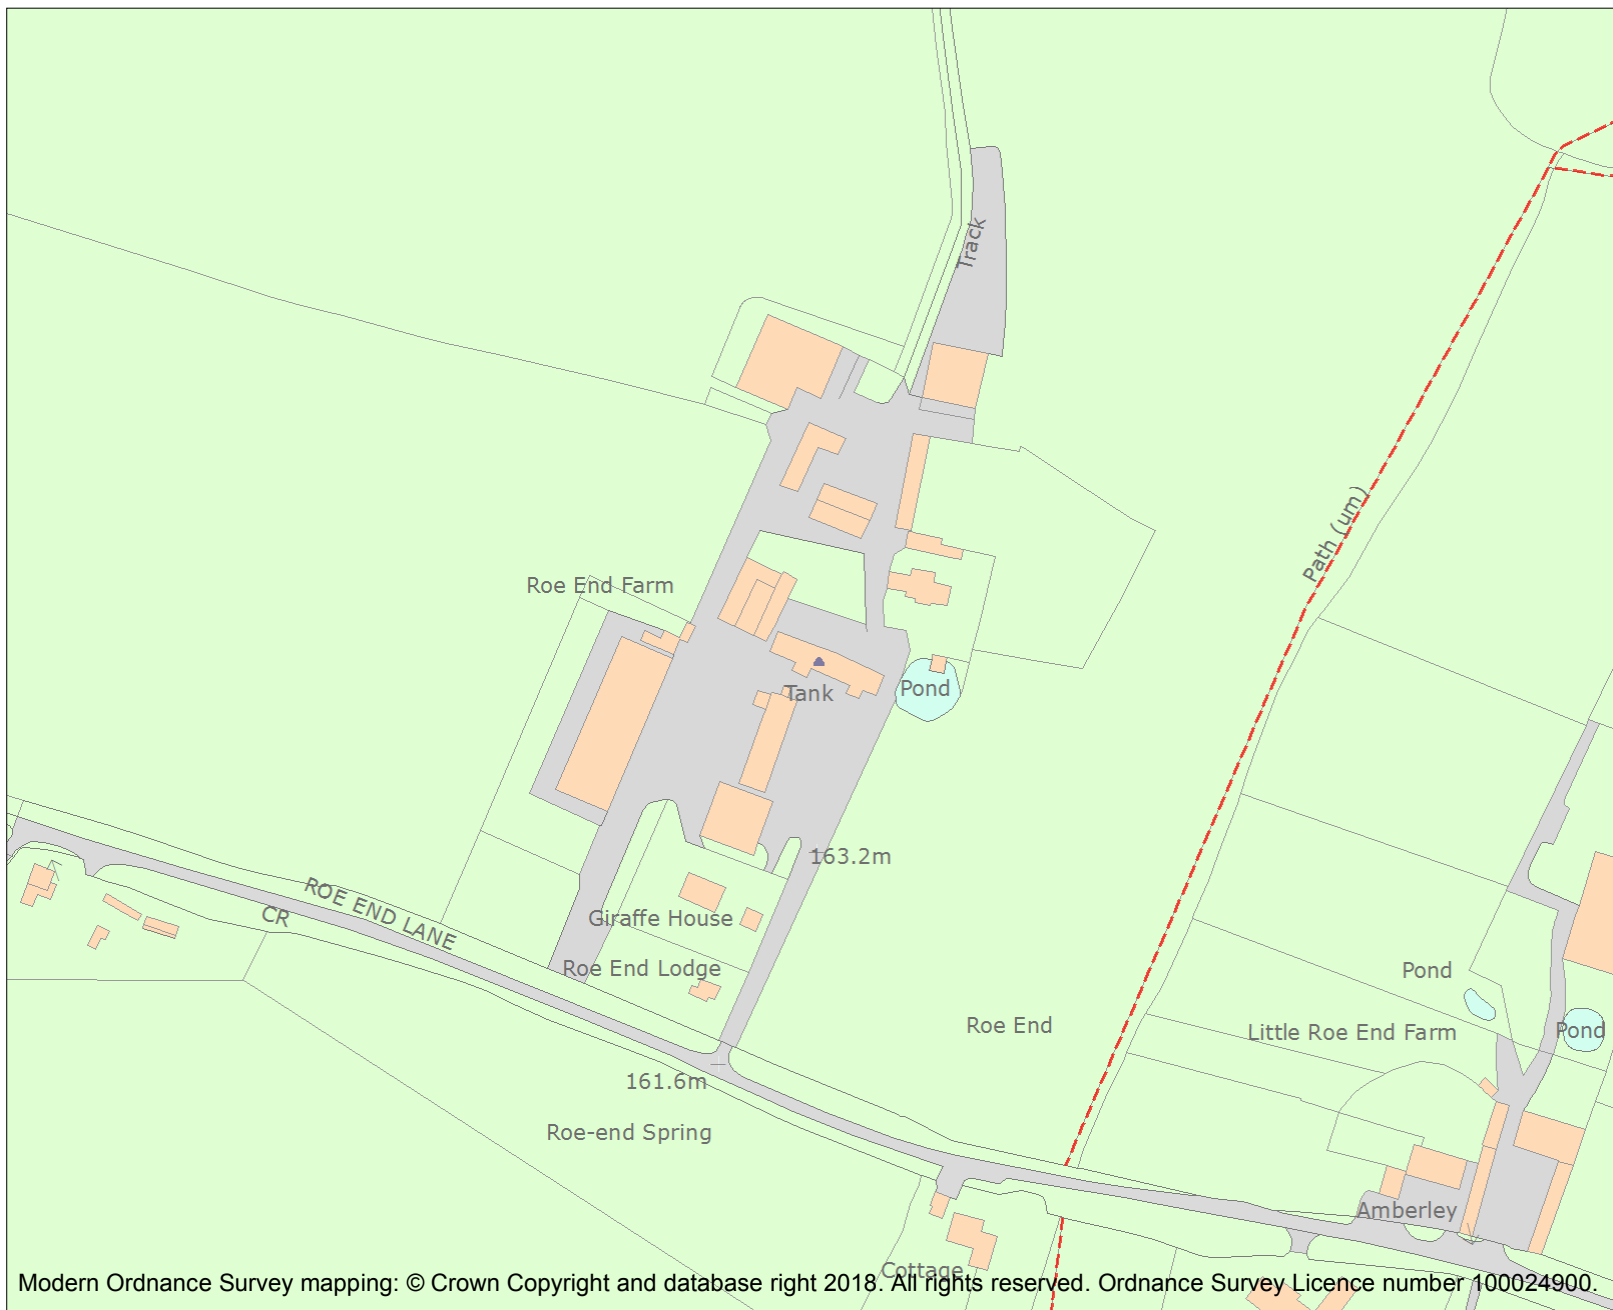 Track
Path (um)
Roe End Farm
Tank
Pond
163.2m
ROE END LANE
CR
Giraffe House
Roe End Lodge
Pond
Roe End
Little Roe End Farm
Pond
161.6m
Roe-end Spring
Amberley
Cottage
Modern Ordnance Survey mapping: © Crown Copyright and database right 2018. All rights reserved. Ordnance Survey Licence number 100024900.